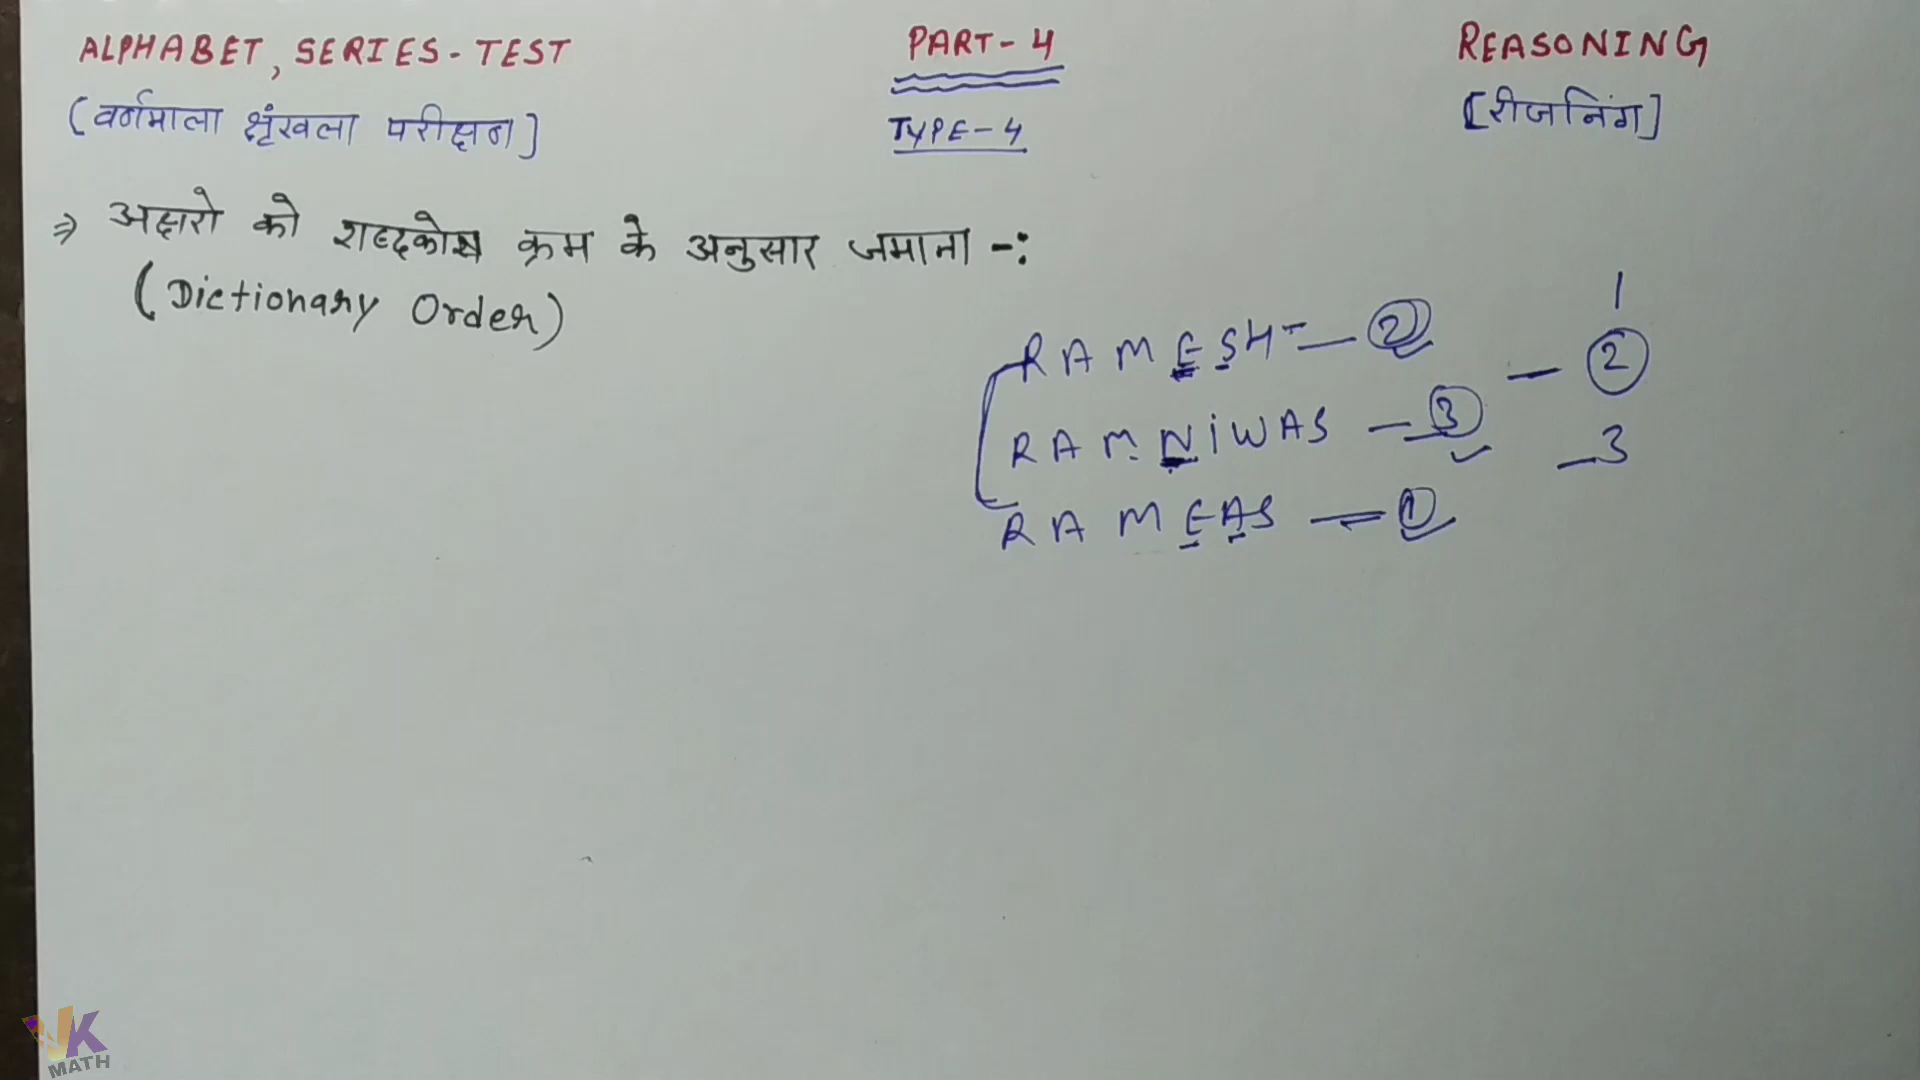 ALPHABET, SERIES-TEST
(वर्णमाला श्रृंखला परीक्षण]
PART-4
TYPE-4
REASONING
[रीजनिंग]
⇒ अक्षरो को शब्दकोष क्रम के अनुसार जमाना -:
(Dictionary Order)
RAMESH — 2
RAMNiWAS — 3
RAMEAS — 1
1
— 2
— 3
VK
MATH